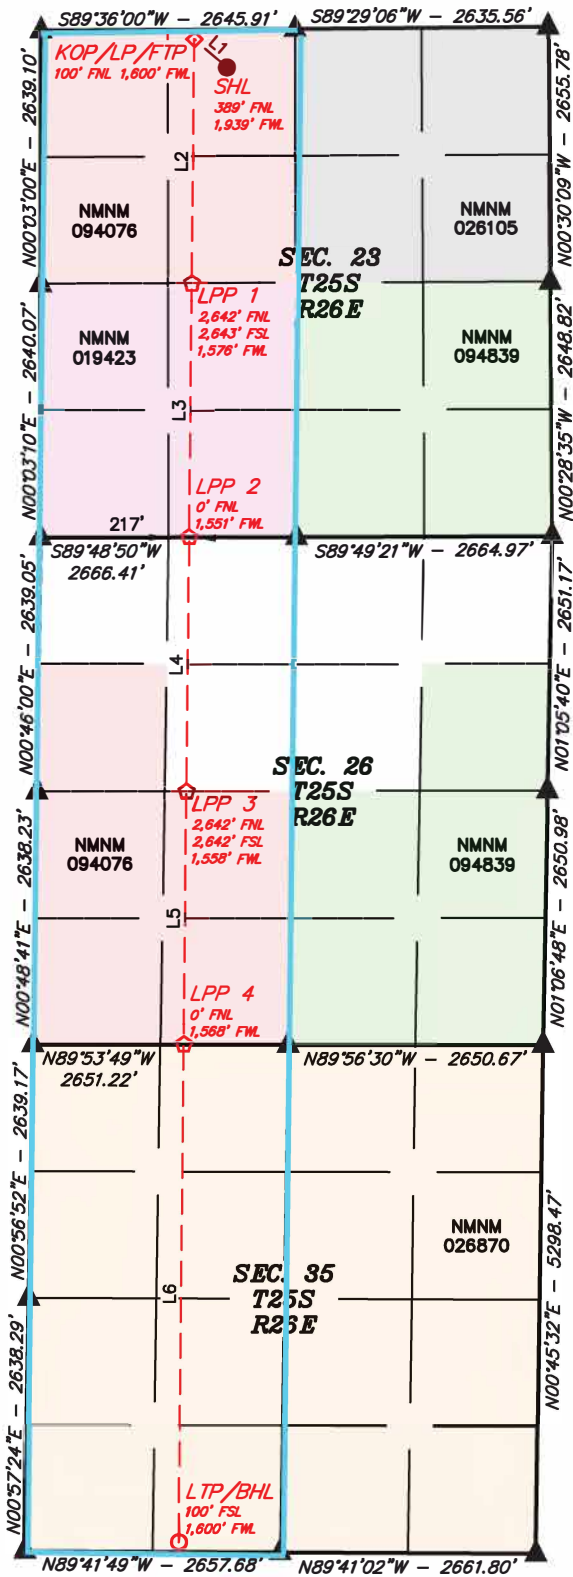 S89°36'00"W - 2645.91'
S89°29'06"W - 2635.56'
KOP/LP/FTP
100' FNL 1,600' FWL
L1
SHL
389' FNL
1,939' FWL
N00°03'00"E - 2639.10'
N00°30'09"W - 2655.78'
L2
NMNM
094076
NMNM
026105
SEC. 23
T25S
R26E
LPP 1
2,642' FNL
2,643' FSL
1,576' FWL
NMNM
019423
NMNM
094839
N00°03'10"E - 2640.07'
N00°28'35"W - 2648.82'
L3
LPP 2
0' FNL
1,551' FWL
217'
S89°48'50"W
2666.41'
S89°49'21"W - 2664.97'
N00°46'00"E - 2639.05'
N01°05'40"E - 2651.17'
L4
SEC. 26
T25S
R26E
LPP 3
2,642' FNL
2,642' FSL
1,558' FWL
NMNM
094076
NMNM
094839
N00°48'41"E - 2638.23'
N01°06'48"E - 2650.98'
L5
LPP 4
0' FNL
1,568' FWL
N89°53'49"W
2651.22'
N89°56'30"W - 2650.67'
N00°56'52"E - 2639.17'
NMNM
026870
N00°45'32"E - 5298.47'
SEC. 35
T25S
R26E
L6
N00°57'24"E - 2638.29'
LTP/BHL
100' FSL
1,600' FWL
N89°41'49"W - 2657.68'
N89°41'02"W - 2661.80'